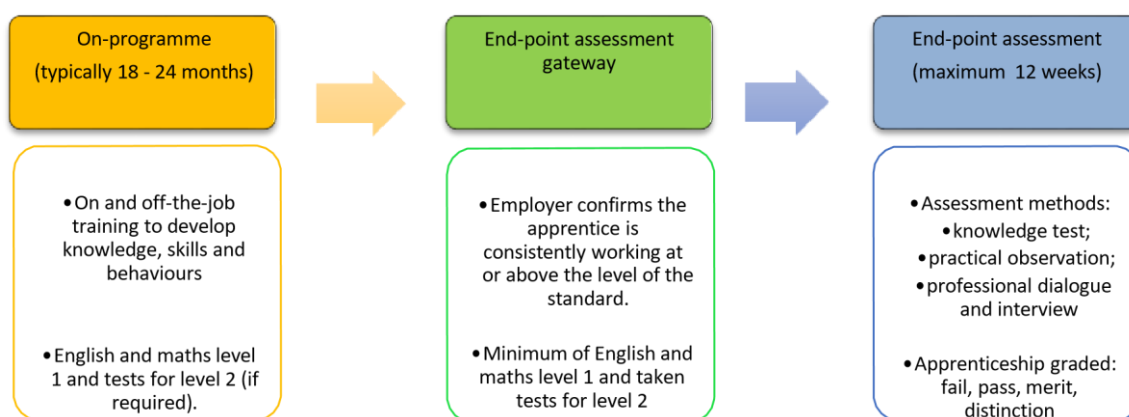 On-programme
(typically 18 - 24 months)
•On and off-the-job
training to develop
knowledge, skills and
behaviours
•English and maths level
1 and tests for level 2 (if
required).
End-point assessment
gateway
•Employer confirms the
apprentice is
consistently working at
or above the level of the
standard.
•Minimum of English and
maths level 1 and taken
tests for level 2
End-point assessment
(maximum 12 weeks)
•Assessment methods:
•knowledge test;
•practical observation;
•professional dialogue
and interview
•Apprenticeship graded:
fail, pass, merit,
distinction